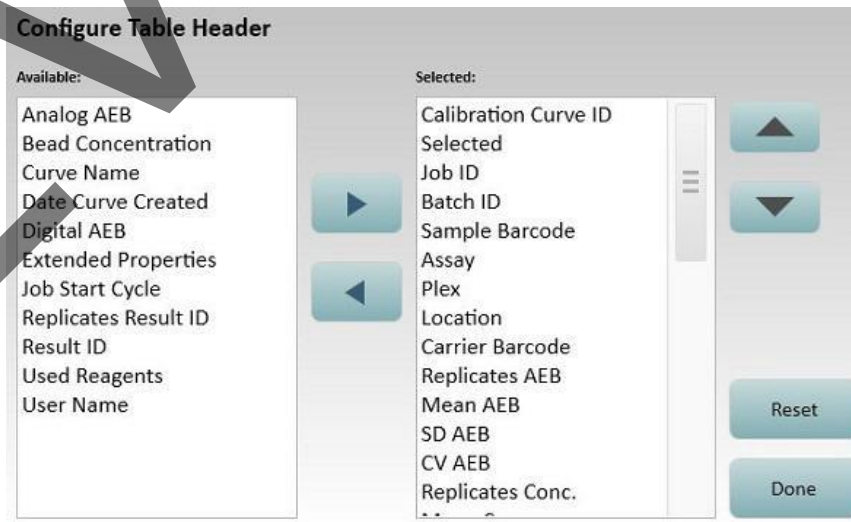 Configure Table Header
Available:
Analog AEB
Bead Concentration
Curve Name
Date Curve Created
Digital AEB
Extended Properties
Job Start Cycle
Replicates Result ID
Result ID
Used Reagents
User Name
Selected:
Calibration Curve ID
Selected
Job ID
Batch ID
Sample Barcode
Assay
Plex
Location
Carrier Barcode
Replicates AEB
Mean AEB
SD AEB
CV AEB
Replicates Conc.
Reset
Done